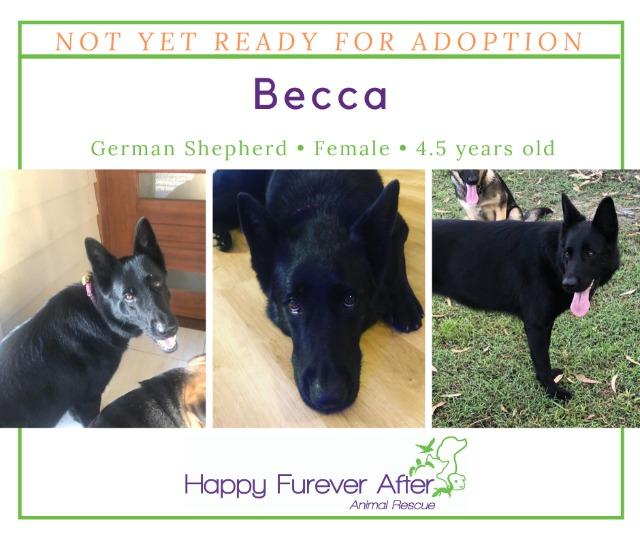 NOT YET READY FOR ADOPTION
Becca
German Shepherd • Female • 4.5 years old
Happy Furever After
Animal Rescue